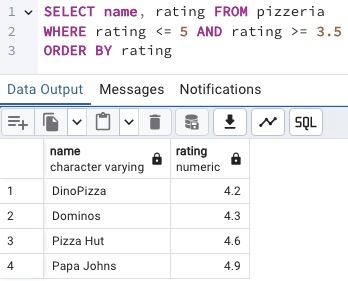 1 SELECT name, rating FROM pizzeria
2 WHERE rating <= 5 AND rating >= 3.5
3 ORDER BY rating
Data Output Messages Notifications
SQL
name rating
character varying numeric
1 DinoPizza 4.2
2 Dominos 4.3
3 Pizza Hut 4.6
4 Papa Johns 4.9